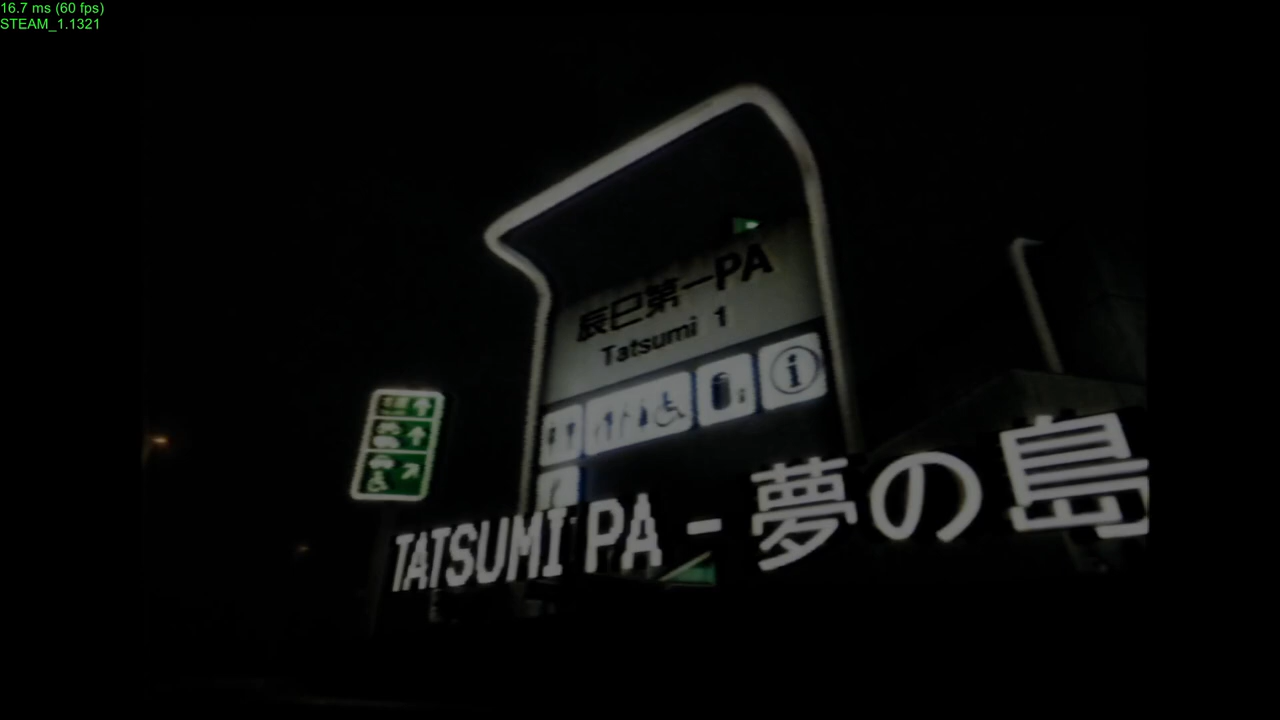 16.7 ms (60 fps)
STEAM_1.1321
辰巳第一PA
Tatsumi 1
TATSUMI PA - 夢の島